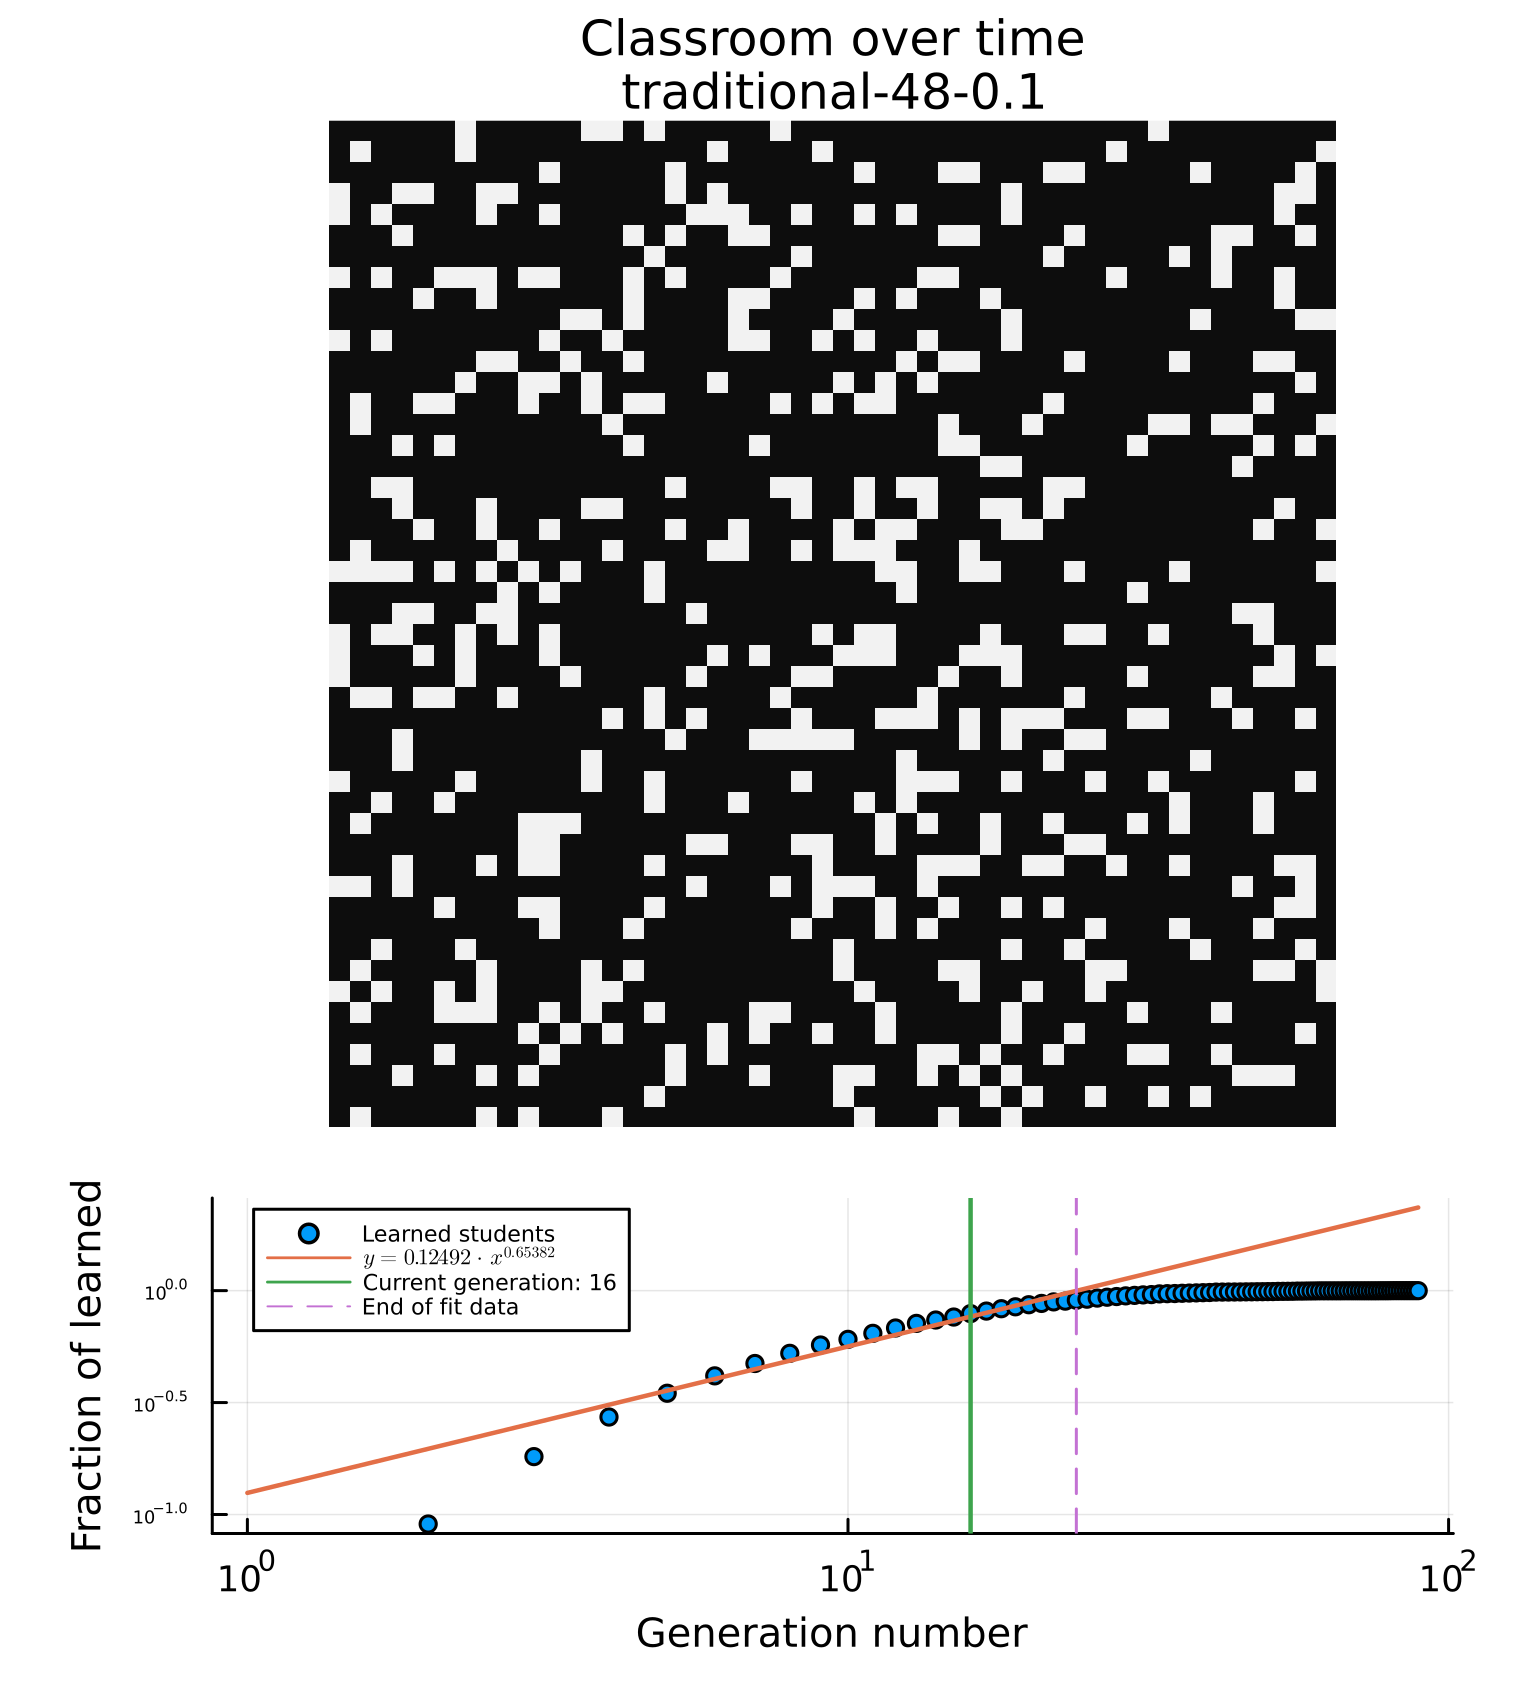 Classroom over time
traditional-48-0.1
Fraction of learned
Learned students
y = 0.12492 · x^0.65382
Current generation: 16
End of fit data
10^0.0
10^−0.5
10^−1.0
10^0 10^1 10^2
Generation number